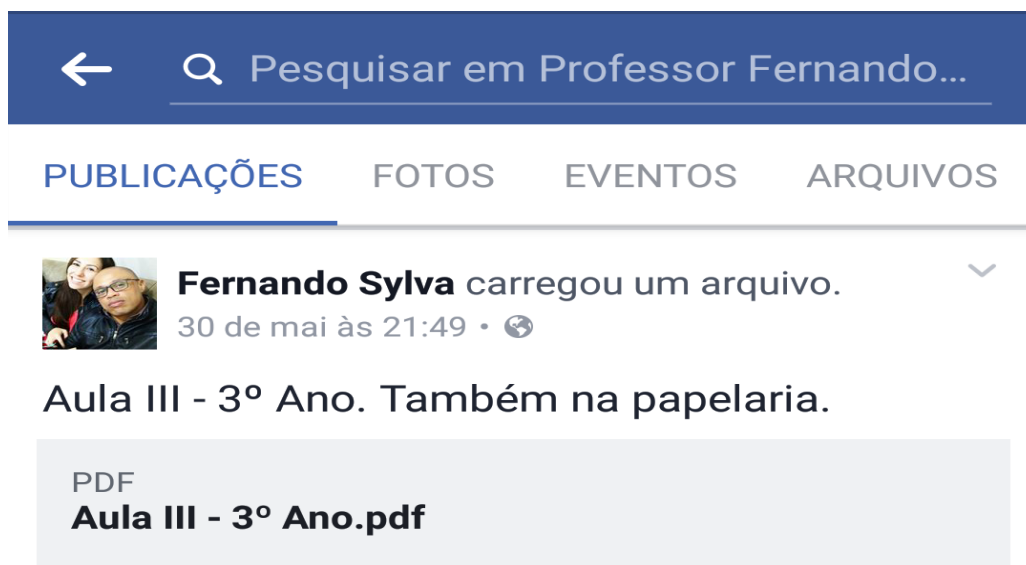 Pesquisar em Professor Fernando...
PUBLICAÇÕES FOTOS EVENTOS ARQUIVOS
Fernando Sylva carregou um arquivo.
30 de mai às 21:49 •
Aula III - 3º Ano. Também na papelaria.
PDF
Aula III - 3º Ano.pdf